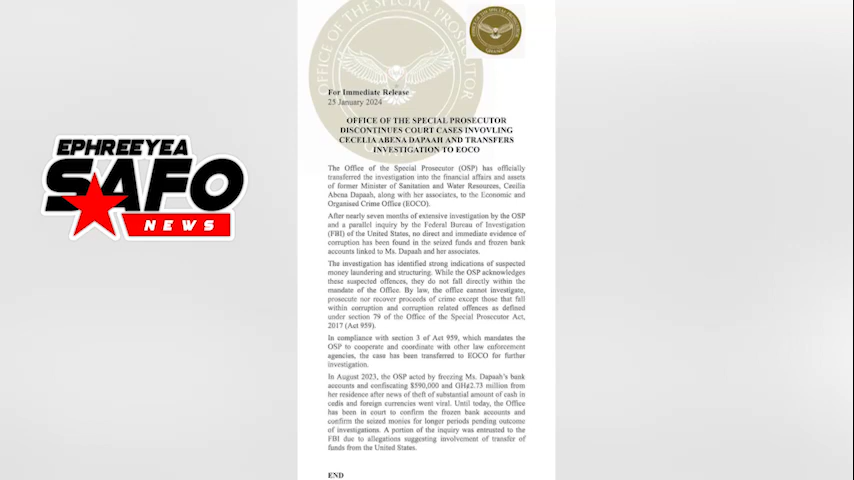 OFFICE OF THE SPECIAL PROSECUTOR
EPHREEYEA
SAFO
NEWS
For Immediate Release
25 January 2024
OFFICE OF THE SPECIAL PROSECUTOR
DISCONTINUES COURT CASES INVOVLING
CECELIA ABENA DAPAAH AND TRANSFERS
INVESTIGATION TO EOCO
The Office of the Special Prosecutor (OSP) has officially
transferred the investigation into the financial affairs and assets
of former Minister of Sanitation and Water Resources, Cecilia
Abena Dapaah, along with her associates, to the Economic and
Organised Crime Office (EOCO).
After nearly seven months of extensive investigation by the OSP
and a parallel inquiry by the Federal Bureau of Investigation
(FBI) of the United States, no direct and immediate evidence of
corruption has been found in the seized funds and frozen bank
accounts linked to Ms. Dapaah and her associates.
The investigation has identified strong indications of suspected
money laundering and structuring. While the OSP acknowledges
these suspected offences, they do not fall directly within the
mandate of the Office. By law, the office cannot investigate,
prosecute nor recover proceeds of crime except those that fall
within corruption and corruption related offences as defined
under section 79 of the Office of the Special Prosecutor Act,
2017 (Act 959).
In compliance with section 3 of Act 959, which mandates the
OSP to cooperate and coordinate with other law enforcement
agencies, the case has been transferred to EOCO for further
investigation.
In August 2023, the OSP acted by freezing Ms. Dapaah's bank
accounts and confiscating $590,000 and GH¢2.73 million from
her residence after news of theft of substantial amount of cash in
cedis and foreign currencies went viral. Until today, the Office
has been in court to confirm the frozen bank accounts and
confirm the seized monies for longer periods pending outcome
of investigations. A portion of the inquiry was entrusted to the
FBI due to allegations suggesting involvement of transfer of
funds from the United States.
END